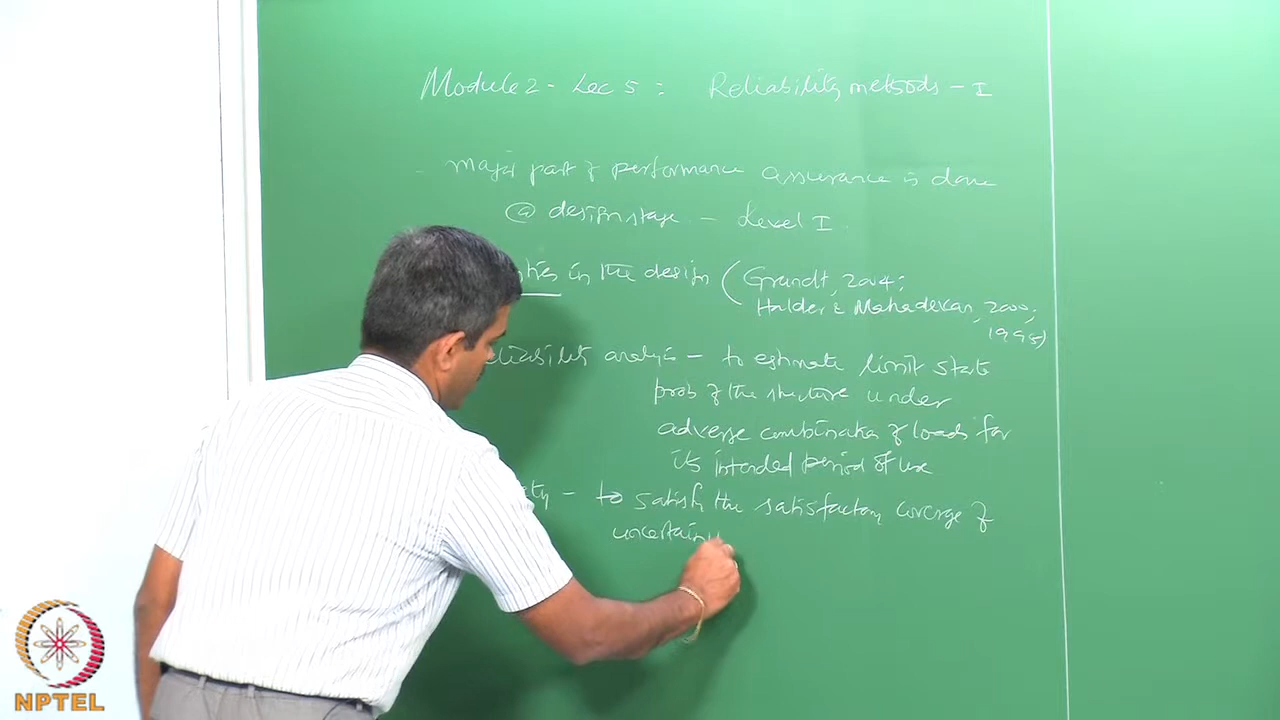 Module 2 - Lec 5 : Reliability methods - I
major part of performance assurance is done
@ design stage - Level I.
in the design (Grandt, 2004;
Haldar & Mahadevan, 2000,
1995)
analysis - to estimate limit state
prob of the structure under
adverse combination of loads for
its intended period of use
- to satisfy the satisfactory coverage of
uncertain
NPTEL